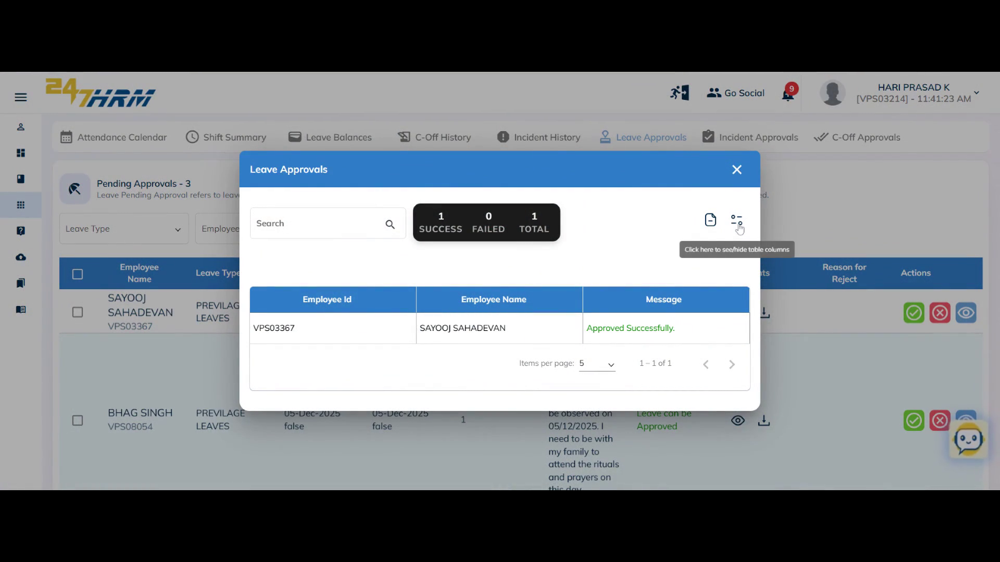 247HRM
Go Social
9
HARI PRASAD K
[VPS03214] - 11:41:23 AM
Attendance Calendar
Shift Summary
Leave Balances
C-Off History
Incident History
Leave Approvals
Incident Approvals
C-Off Approvals
Pending Approvals - 3
Leave Pending Approval refers to leave
d.
Leave Type
Employee
Leave Approvals
Search
1
SUCCESS
0
FAILED
1
TOTAL
Click here to see/hide table columns
Employee Id
Employee Name
Message
VPS03367
SAYOOJ SAHADEVAN
Approved Successfully.
Items per page:
5
1 – 1 of 1
Employee
Name
Leave Type
nts
Reason for
Reject
Actions
SAYOOJ
SAHADEVAN
VPS03367
PREVILAG
LEAVES
BHAG SINGH
VPS08054
PREVILAGE
LEAVES
05-Dec-2025
false
05-Dec-2025
false
1
be observed on
05/12/2025. I
need to be with
my family to
attend the rituals
and prayers on
this day
Leave can be
Approved